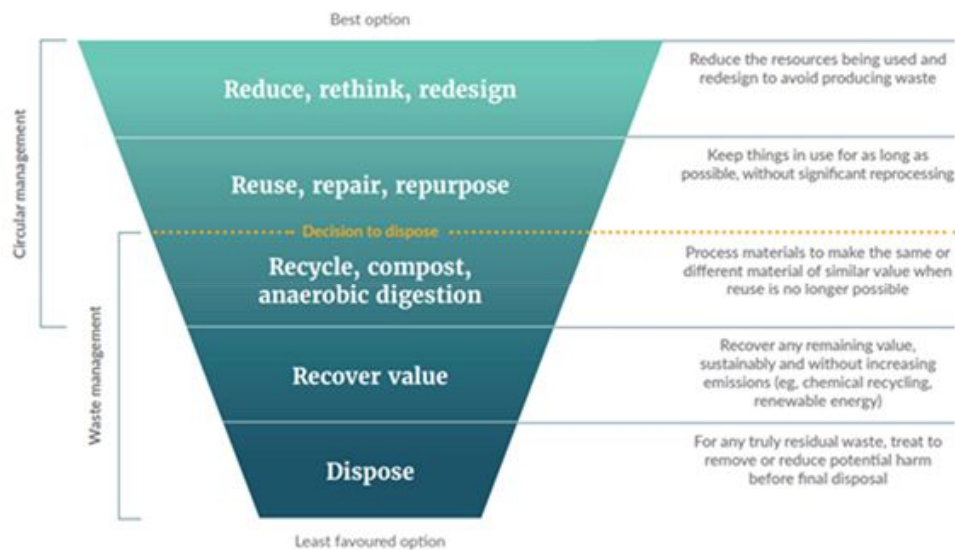 Best option
Circular management
Waste management
Reduce, rethink, redesign
Reduce the resources being used and
redesign to avoid producing waste
Reuse, repair, repurpose
Keep things in use for as long as
possible, without significant reprocessing
Decision to dispose
Recycle, compost,
anaerobic digestion
Process materials to make the same or
different material of similar value when
reuse is no longer possible
Recover value
Recover any remaining value,
sustainably and without increasing
emissions (eg, chemical recycling,
renewable energy)
Dispose
For any truly residual waste, treat to
remove or reduce potential harm
before final disposal
Least favoured option